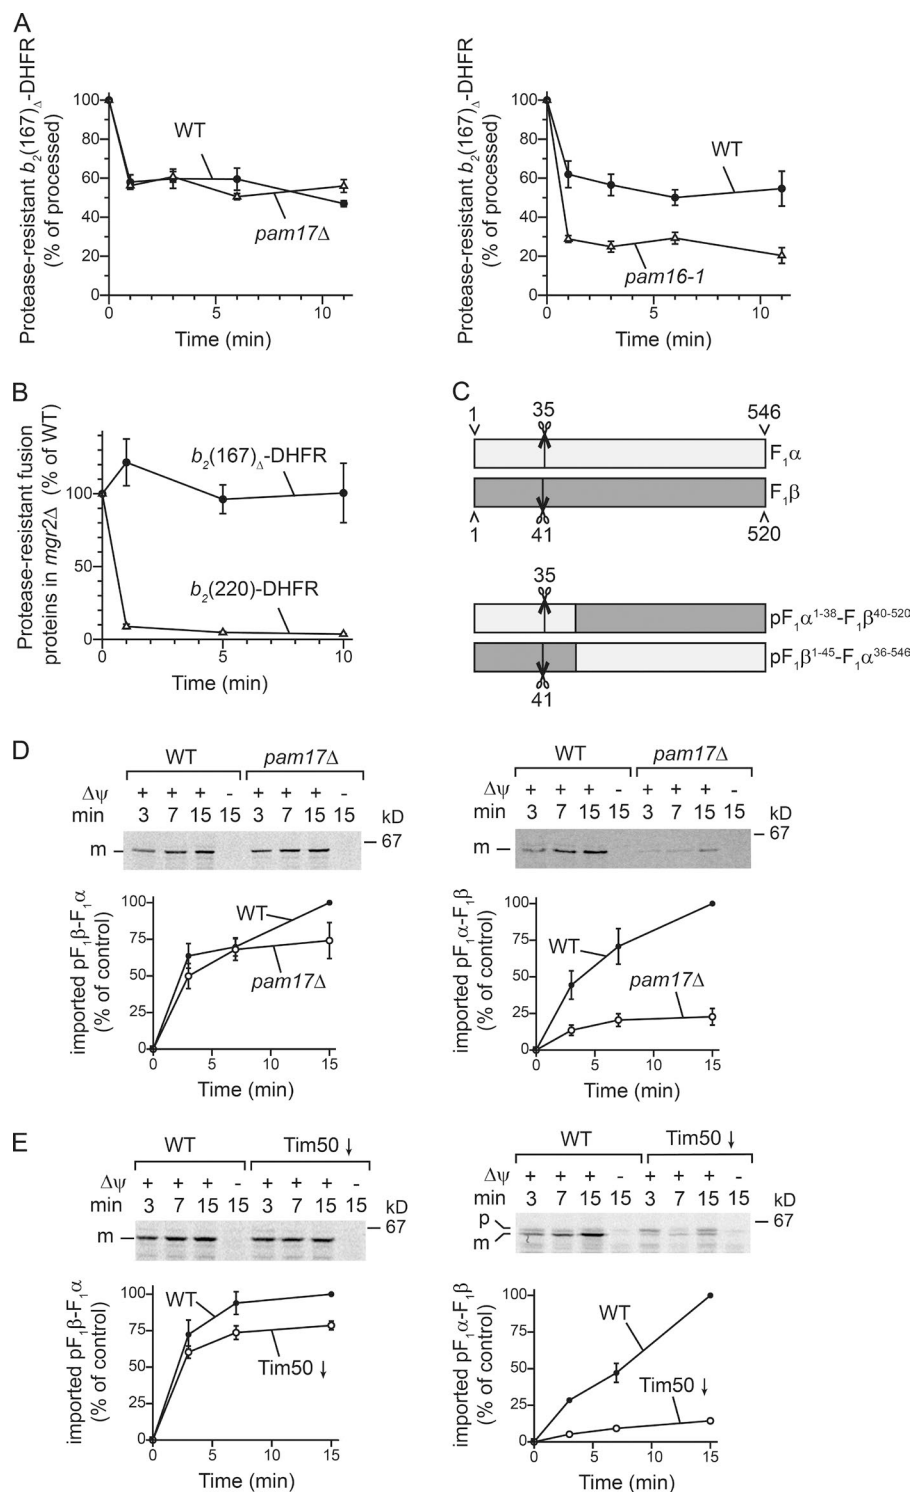 A
Protease-resistant b₂(167)Δ-DHFR
(% of processed)
100
80
60
40
20
0
WT
pam17Δ
0 5 10
Time (min)
Protease-resistant b₂(167)Δ-DHFR
(% of processed)
100
80
60
40
20
0
WT
pam16-1
0 5 10
Time (min)
B
Protease-resistant fusion
proteins in mgr2Δ (% of WT)
100
50
0
b₂(167)Δ-DHFR
b₂(220)-DHFR
0 5 10
Time (min)
C
1 35 546
F₁α
F₁β
1 41 520
35
pF₁α¹⁻³⁸-F₁β⁴⁰⁻⁵²⁰
pF₁β¹⁻⁴⁵-F₁α³⁶⁻⁵⁴⁶
41
D
WT pam17Δ
Δψ + + + - + + + -
min 3 7 15 15 3 7 15 15 kD
67
m
imported pF₁β-F₁α
(% of control)
100
75
50
25
0
WT
pam17Δ
0 5 10 15
Time (min)
WT pam17Δ
Δψ + + + - + + + -
min 3 7 15 15 3 7 15 15 kD
67
m
imported pF₁α-F₁β
(% of control)
100
75
50
25
0
WT
pam17Δ
0 5 10 15
Time (min)
E
WT Tim50 ↓
Δψ + + + - + + + -
min 3 7 15 15 3 7 15 15 kD
67
m
imported pF₁β-F₁α
(% of control)
100
75
50
25
0
WT
Tim50 ↓
0 5 10 15
Time (min)
WT Tim50 ↓
Δψ + + + - + + + -
min 3 7 15 15 3 7 15 15 kD
67
p
m
imported pF₁α-F₁β
(% of control)
100
75
50
25
0
WT
Tim50 ↓
0 5 10 15
Time (min)